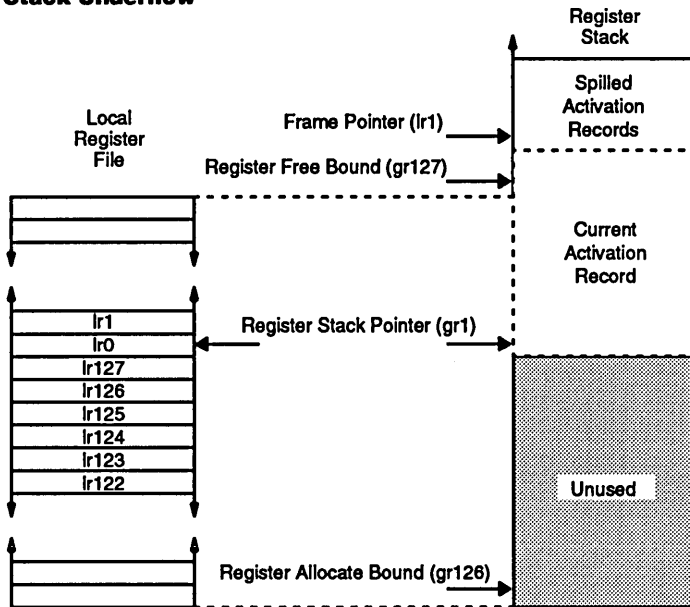 Stack Underflow
Register
Stack
Spilled
Activation
Records
Local
Register
File
Frame Pointer (lr1)
Register Free Bound (gr127)
Current
Activation
Record
lr1
lr0
lr127
lr126
lr125
lr124
lr123
lr122
Register Stack Pointer (gr1)
Unused
Register Allocate Bound (gr126)